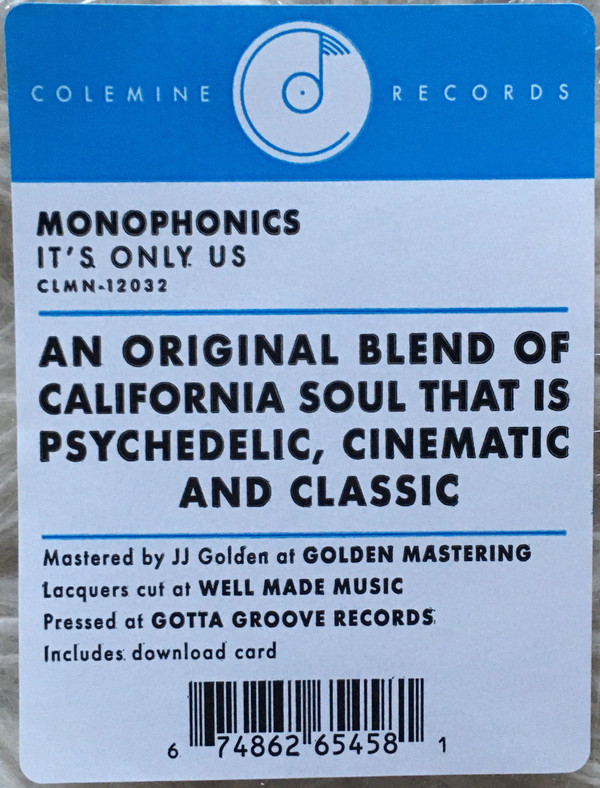 COLEMINE RECORDS
MONOPHONICS
IT'S ONLY US
CLMN-12032
AN ORIGINAL BLEND OF
CALIFORNIA SOUL THAT IS
PSYCHEDELIC, CINEMATIC
AND CLASSIC
Mastered by JJ Golden at GOLDEN MASTERING
Lacquers cut at WELL MADE MUSIC
Pressed at GOTTA GROOVE RECORDS
Includes download card
6 74862 65458 1